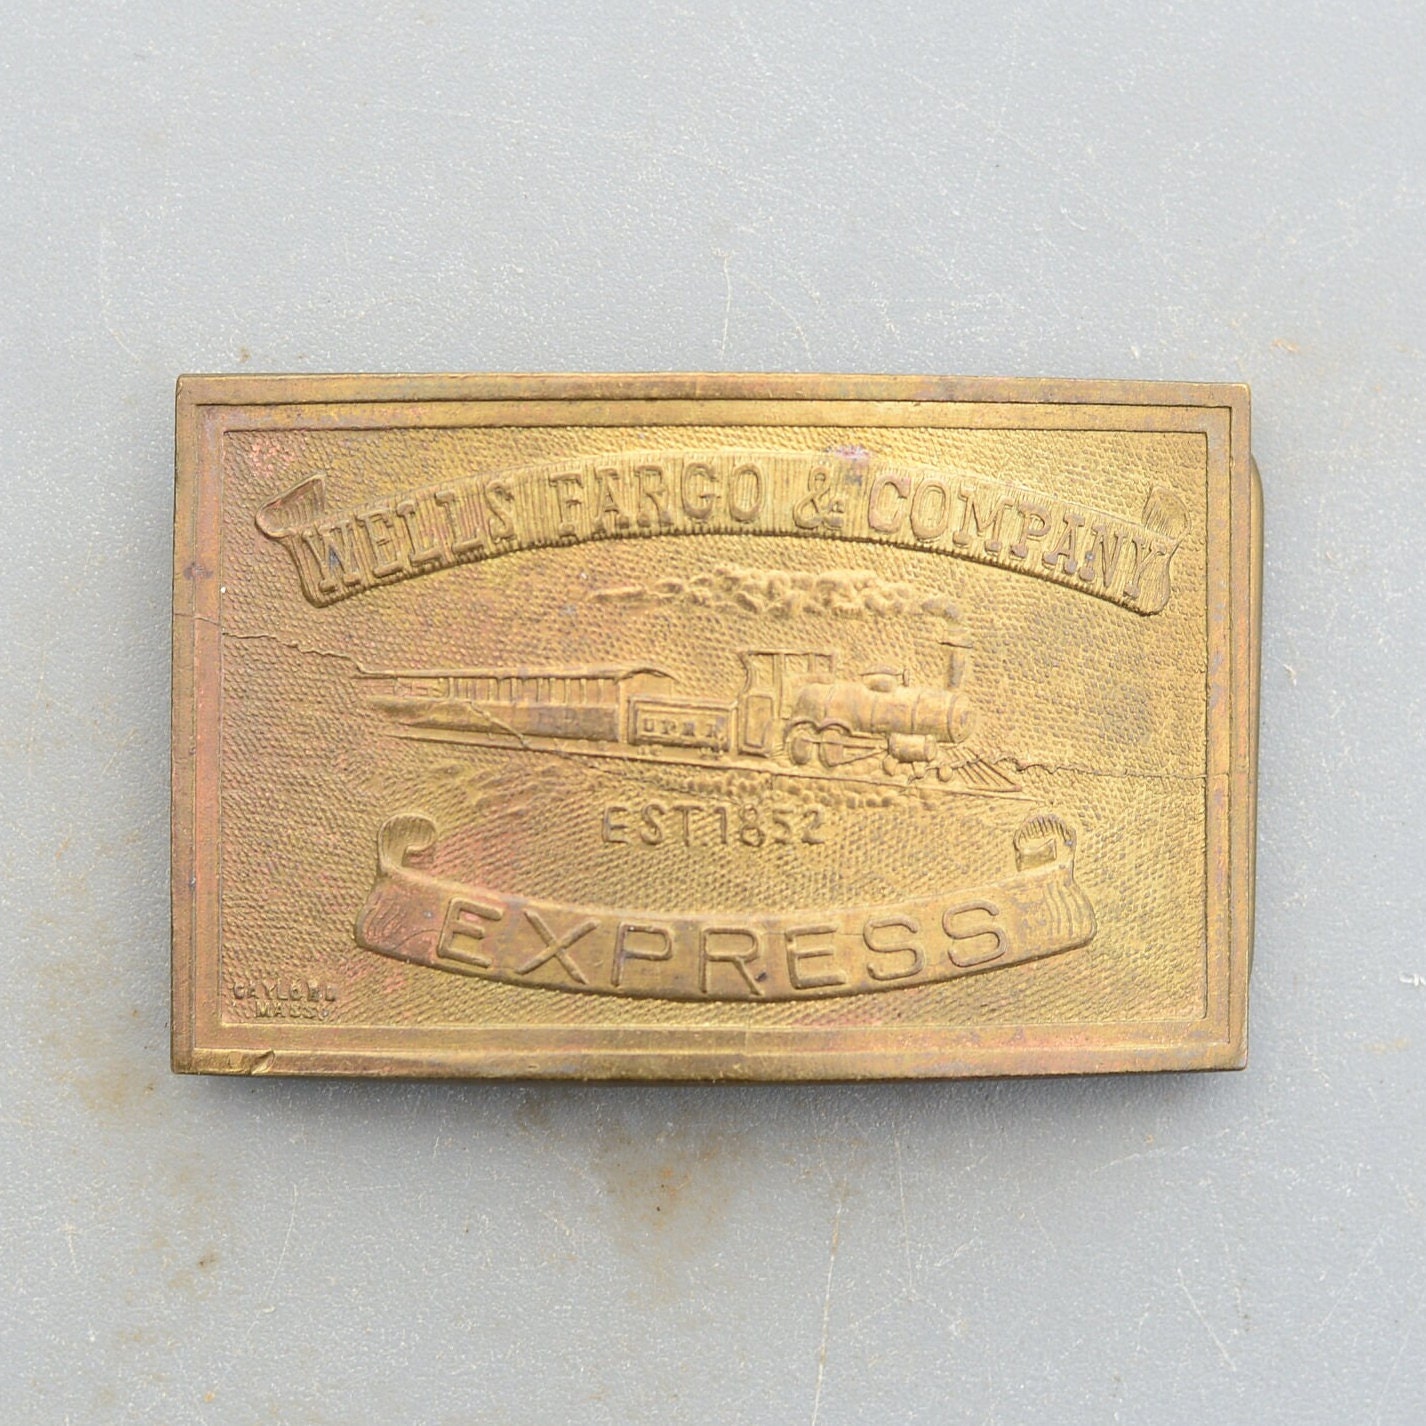 WELLS FARGO & COMPANY
EST. 1852
EXPRESS
MASS.